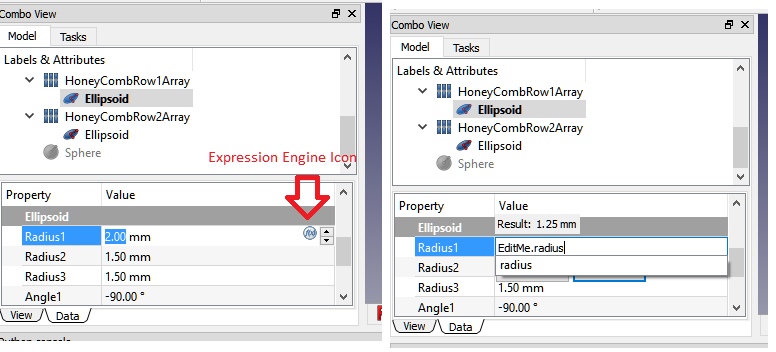 Combo View
Model Tasks
Labels & Attributes
HoneyCombRow1Array
Ellipsoid
HoneyCombRow2Array
Ellipsoid
Sphere
Expression Engine Icon
Property Value
Ellipsoid
Radius1 2.00 mm f(x)
Radius2 1.50 mm
Radius3 1.50 mm
Angle1 -90.00 °
View Data
Combo View
Model Tasks
Labels & Attributes
HoneyCombRow1Array
Ellipsoid
HoneyCombRow2Array
Ellipsoid
Sphere
Property Value
Ellipsoid Result: 1.25 mm
Radius1 EditMe.radius
Radius2 radius
Radius3 1.50 mm
Angle1 -90.00 °
View Data